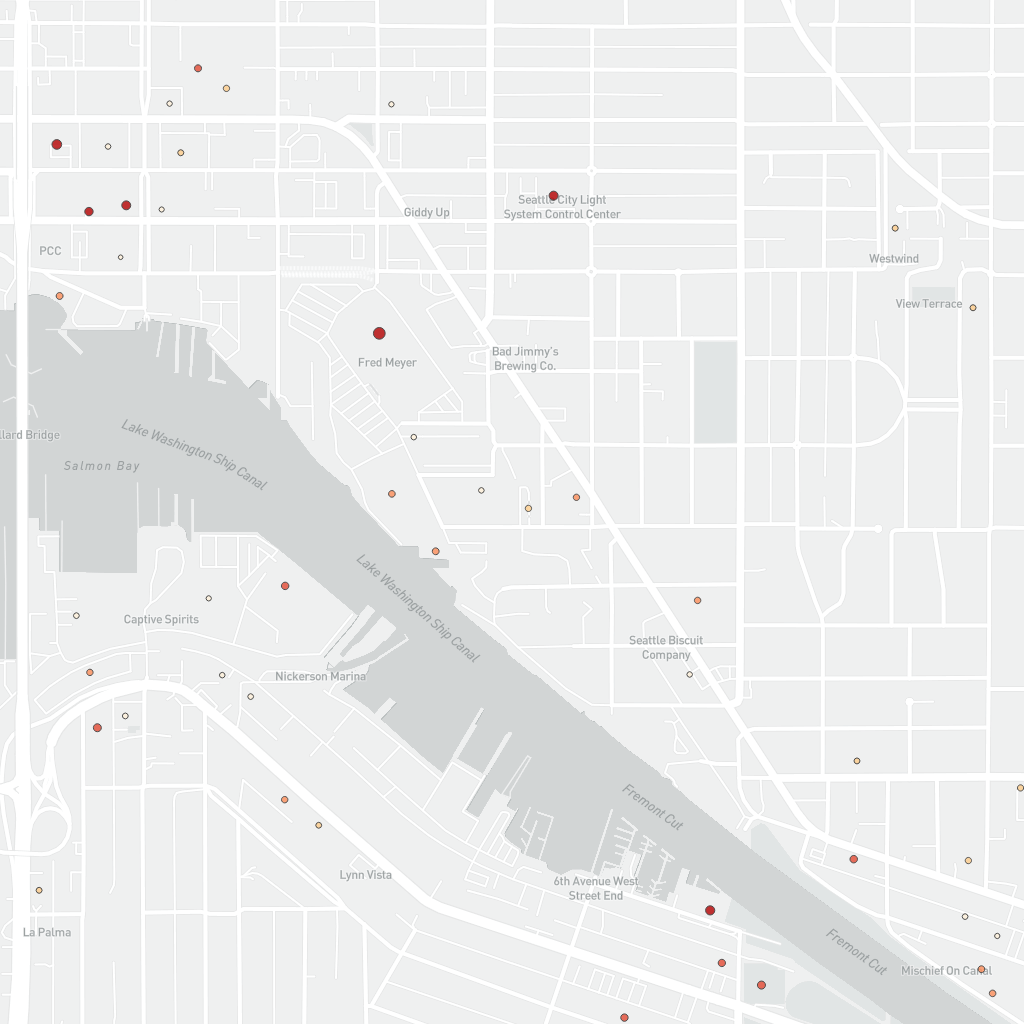 Seattle City Light
System Control Center
Giddy Up
PCC
Westwind
View Terrace
Bad Jimmy's
Brewing Co.
Fred Meyer
Lake Washington Ship Canal
llard Bridge
Salmon Bay
Lake Washington Ship Canal
Captive Spirits
Seattle Biscuit
Company
Nickerson Marina
Fremont Cut
Lynn Vista
6th Avenue West
Street End
La Palma
Fremont Cut
Mischief On Canal